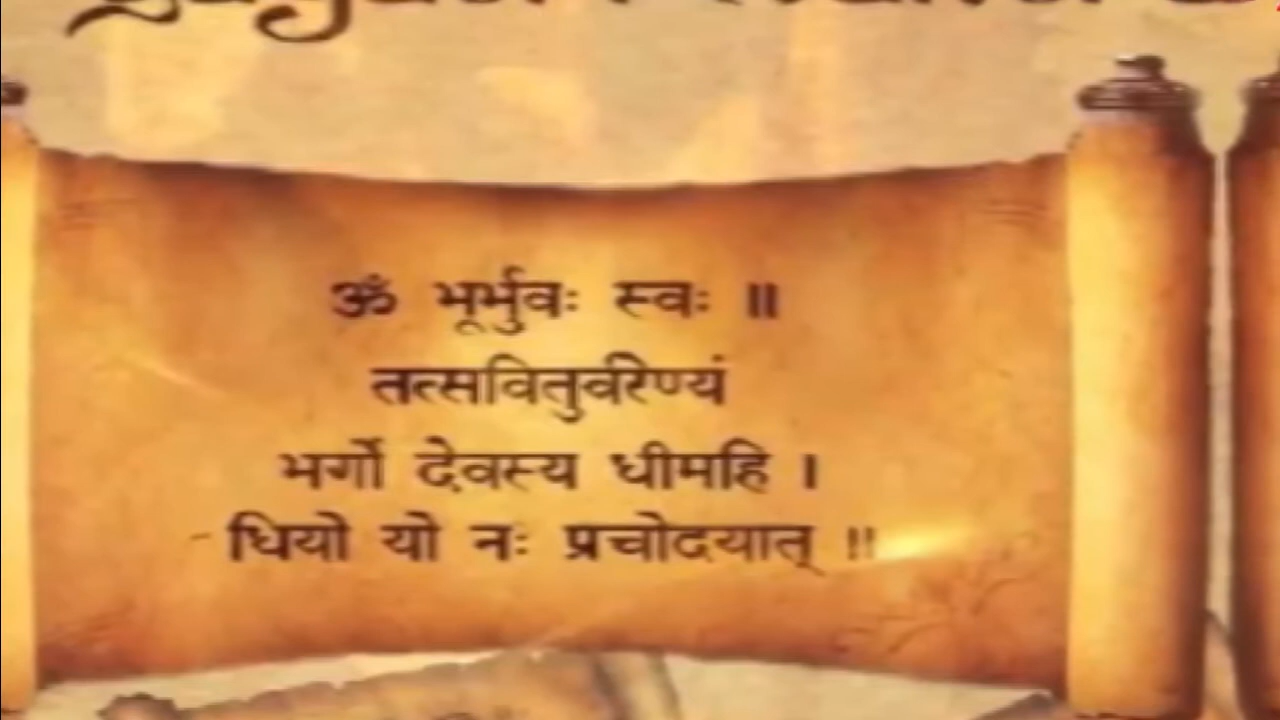 ॐ भूर्भुवः स्वः ॥
तत्सवितुर्वरेण्यं
भर्गो देवस्य धीमहि ।
धियो यो नः प्रचोदयात् ॥